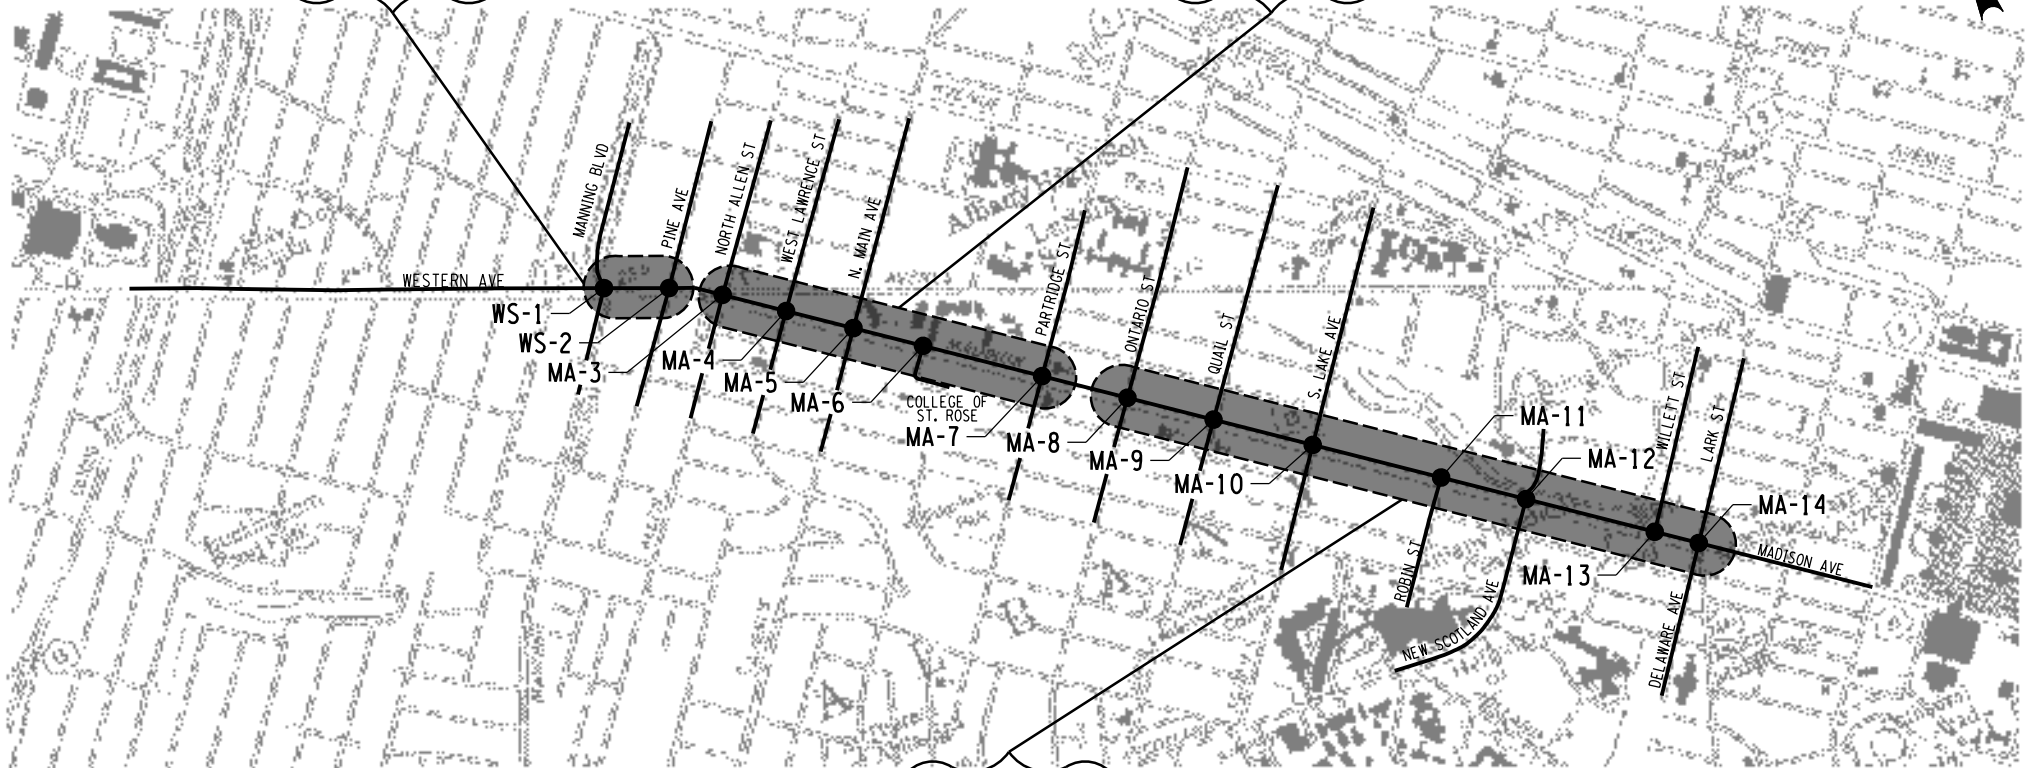 MANNING BLVD
PINE AVE
NORTH ALLEN ST
WEST LAWRENCE ST
N. MAIN AVE
PARTRIDGE ST
ONTARIO ST
QUAIL ST
S. LAKE AVE
WESTERN AVE
WS-1
WS-2
MA-3
MA-4
MA-5
MA-6
COLLEGE OF
ST. ROSE
MA-7
MA-8
MA-9
MA-10
MA-11
MA-12
WILLETT ST
LARK ST
MA-14
MADISON AVE
MA-13
ROBIN ST
NEW SCOTLAND AVE
DELAWARE AVE